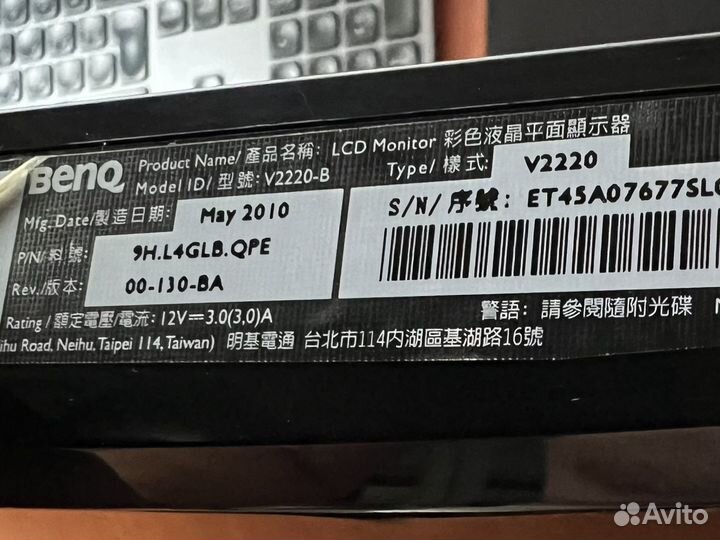 BenQ
Product Name/產品名稱: LCD Monitor 彩色液晶平面顯示器
Model ID/型號: V2220-B
Type/樣式: V2220
Mfg-Date/製造日期: May 2010
S/N/序號: ET45A07677SL
P/N/料號: 9H.L4GLB.QPE
Rev./版本: 00-130-BA
Rating/額定電壓/電流: 12V⎓3.0(3.0)A
警語: 請參閱隨附光碟
ihu Road, Neihu, Taipei 114, Taiwan) 明基電通 台北市114內湖區基湖路16號
Avito